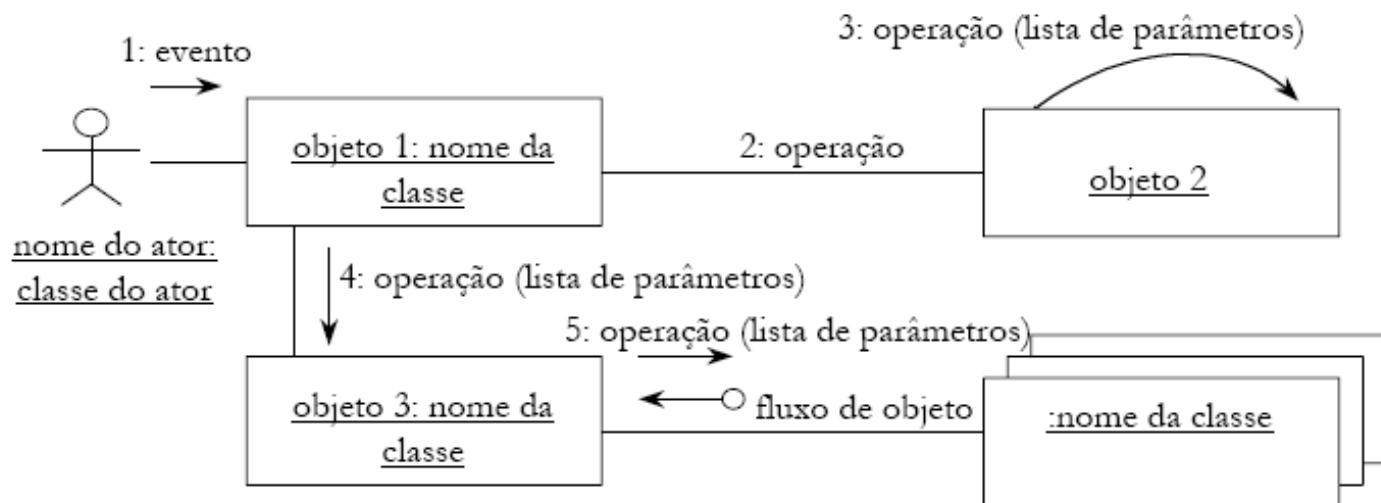 3: operação (lista de parâmetros)
1: evento
objeto 1: nome da
classe
2: operação
objeto 2
nome do ator:
classe do ator
4: operação (lista de parâmetros)
5: operação (lista de parâmetros)
objeto 3: nome da
classe
fluxo de objeto
:nome da classe